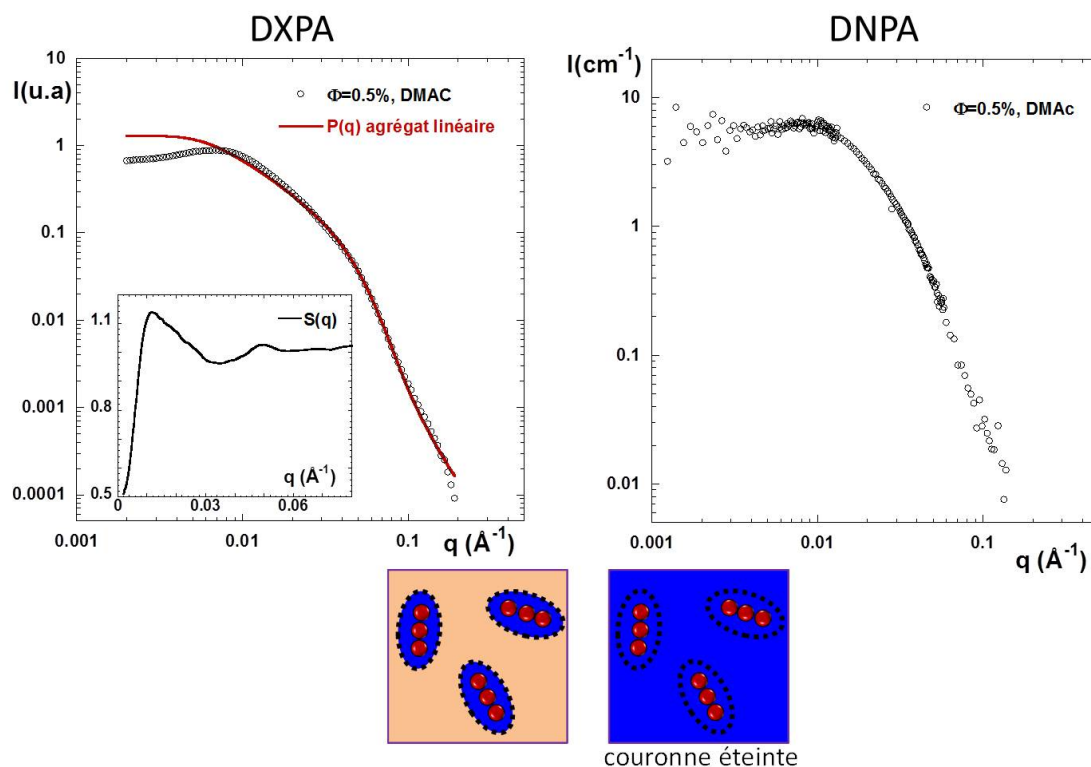 DXPA
10
I(u.a)
1
0.1
0.01
0.001
0.0001
Φ=0.5%, DMAC
P(q) agrégat linéaire
1.1
0.8
0.5
S(q)
q (Å⁻¹)
0 0.03 0.06
0.001 0.01 0.1
q (Å⁻¹)
DNPA
I(cm⁻¹)
10
1
0.1
0.01
Φ=0.5%, DMAc
0.001 0.01 0.1
q (Å⁻¹)
couronne éteinte